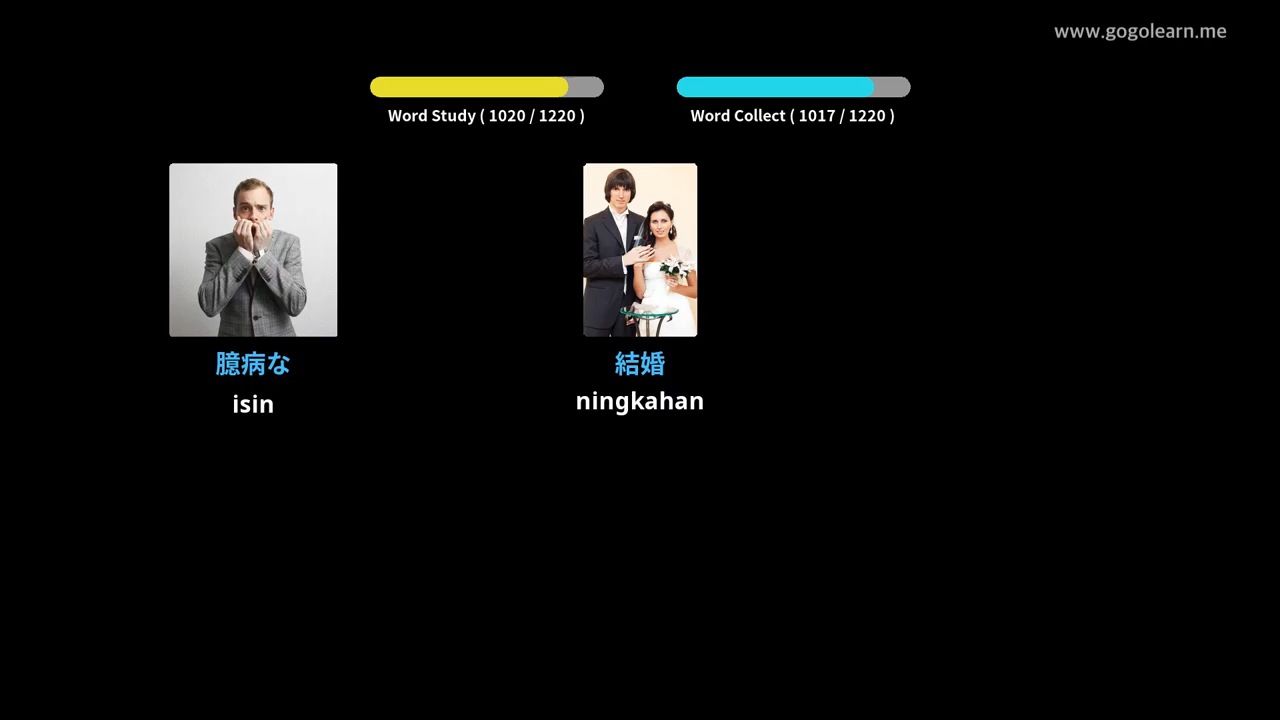 www.gogolearn.me
Word Study ( 1020 / 1220 )
Word Collect ( 1017 / 1220 )
臆病な
isin
結婚
ningkahan